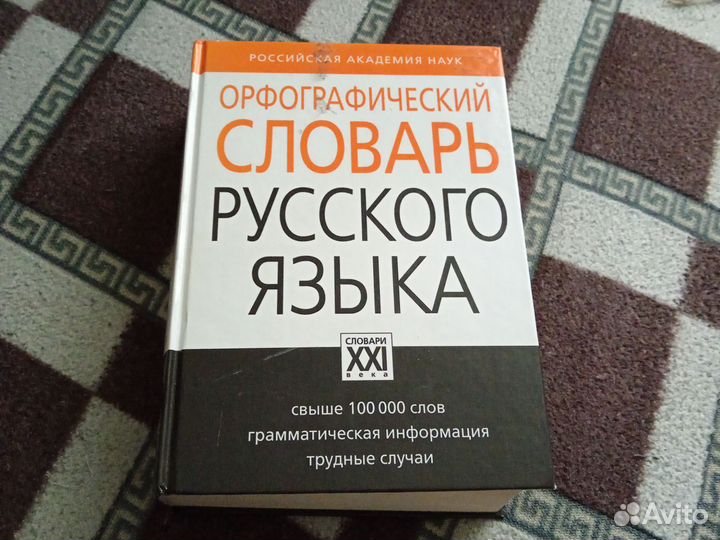 РОССИЙСКАЯ АКАДЕМИЯ НАУК
ОРФОГРАФИЧЕСКИЙ
СЛОВАРЬ
РУССКОГО
ЯЗЫКА
СЛОВАРИ
XXI
века
свыше 100 000 слов
грамматическая информация
трудные случаи
Avito